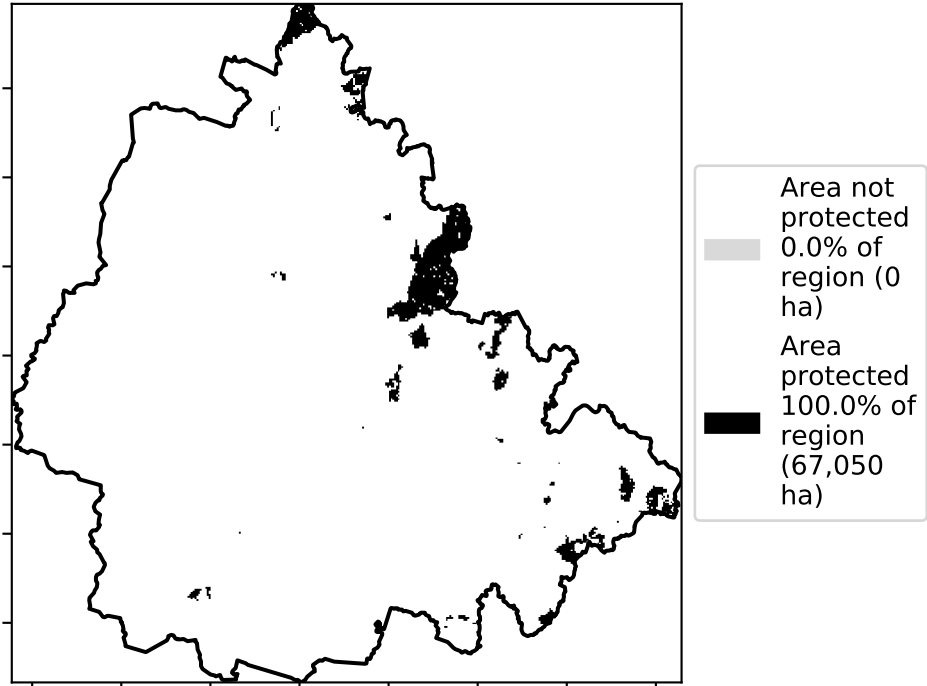 Area not
protected
0.0% of
region (0
ha)
Area
protected
100.0% of
region
(67,050
ha)